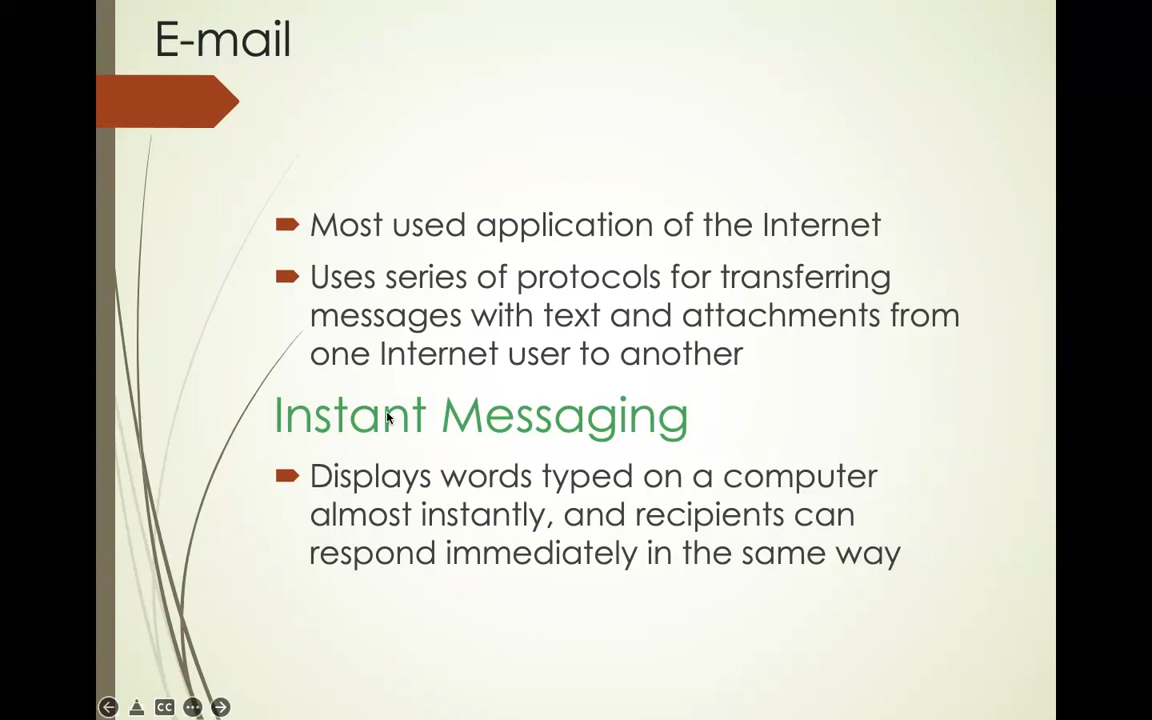 E-mail
Most used application of the Internet
Uses series of protocols for transferring
messages with text and attachments from
one Internet user to another
Instant Messaging
Displays words typed on a computer
almost instantly, and recipients can
respond immediately in the same way
CC